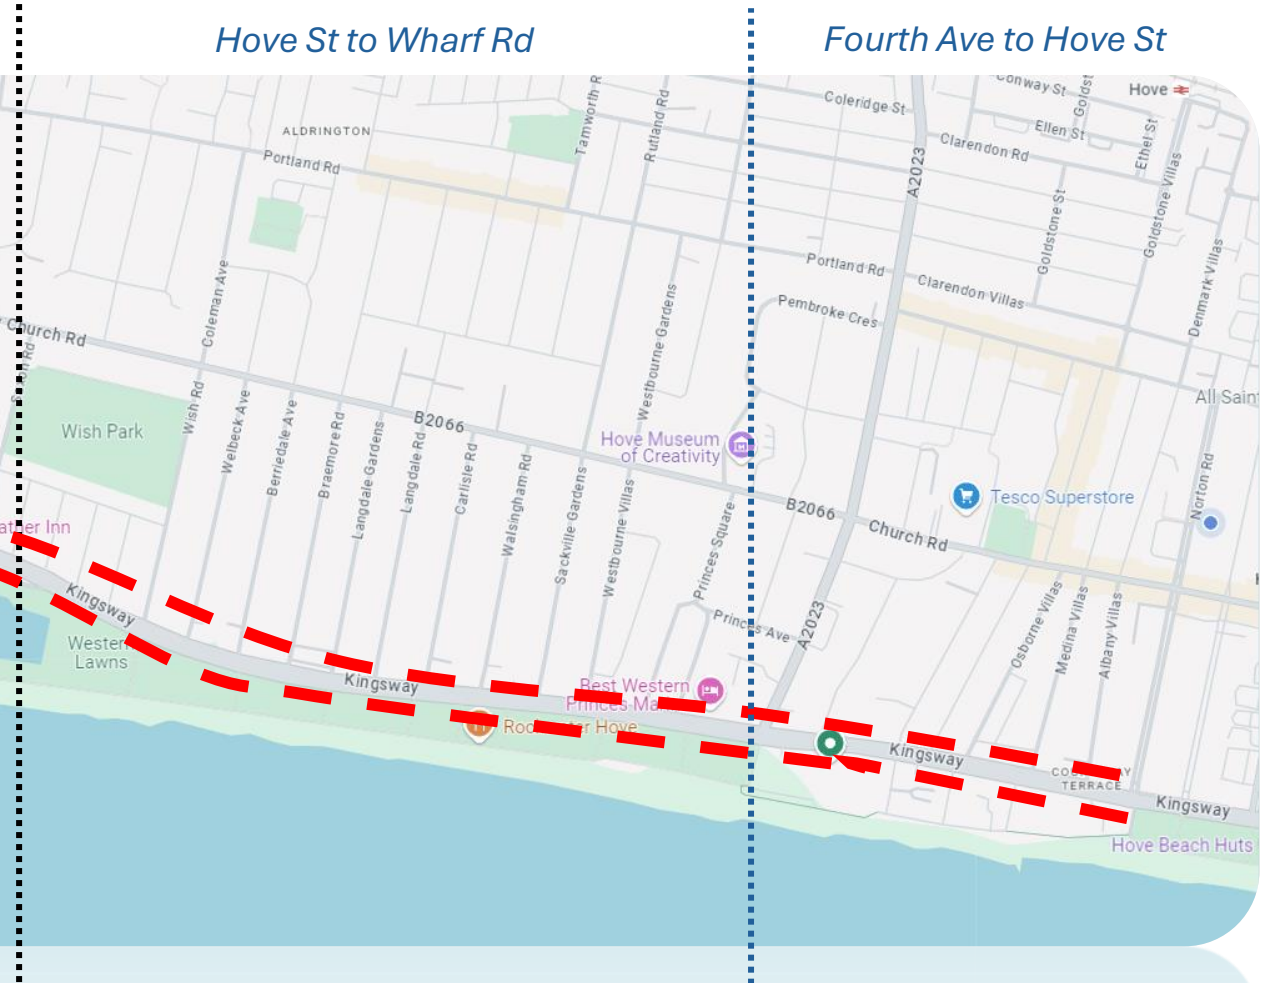 Hove St to Wharf Rd
Fourth Ave to Hove St
Conway St
Hove
Coleridge St
Ellen St
Ethel St
ALDRINGTON
Portland Rd
Rutland Rd
Clarendon Rd
A2023
Goldstone Villas
Goldstone St
Denmark Villas
Portland Rd
Clarendon Villas
Pembroke Cres
Coleman Ave
Westbourne Gardens
Church Rd
Wish Park
Wish Rd
Welbeck Ave
Berriedale Ave
Braemore Rd
Langdale Gardens
Langdale Rd
B2066
Carlisle Rd
Walsingham Rd
Sackville Gardens
Westbourne Villas
Hove Museum
of Creativity
Princes Square
B2066
Church Rd
Tesco Superstore
Norton Rd
All Sain
Inn
Kingsway
Western
Lawns
Princes Ave
A2023
Osborne Villas
Medina Villas
Albany Villas
Kingsway
Best Western
Princes
Hove
Kingsway
TERRACE
Kingsway
Hove Beach Huts